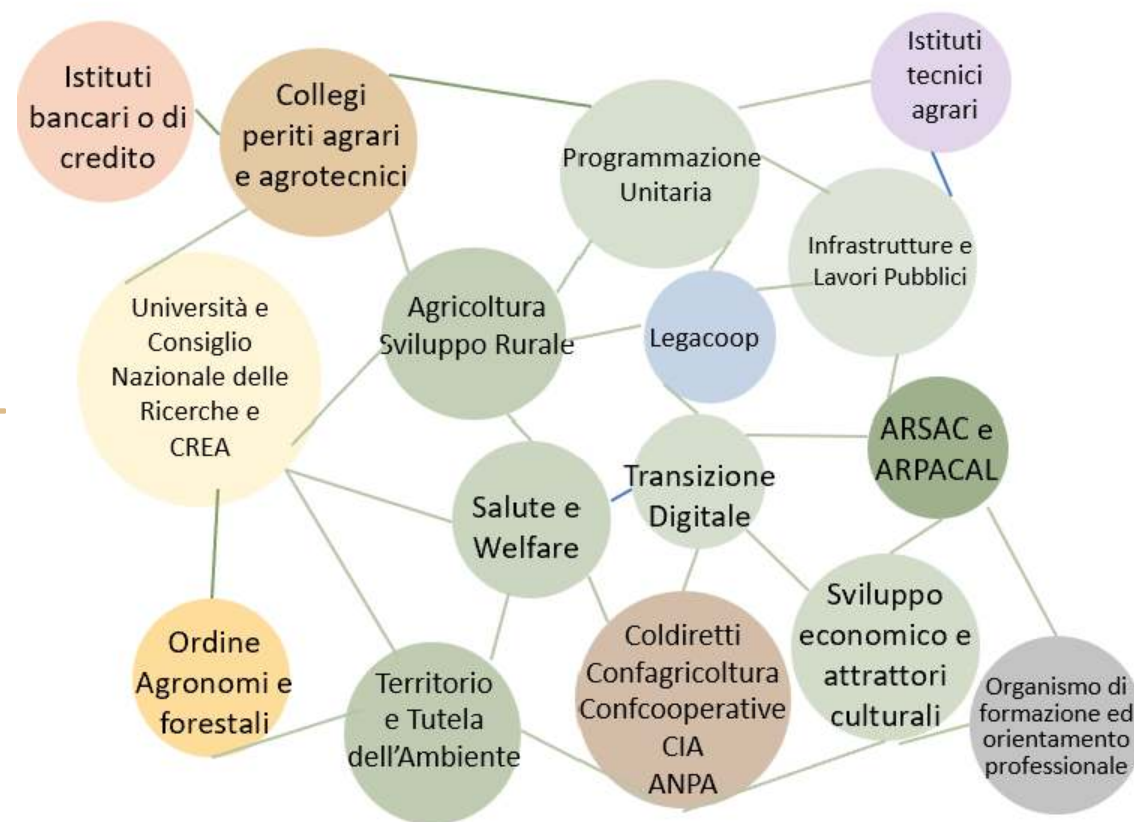 Istituti
bancari o di
credito
Collegi
periti agrari
e agrotecnici
Programmazione
Unitaria
Istituti
tecnici
agrari
Infrastrutture e
Lavori Pubblici
Università e
Consiglio
Nazionale delle
Ricerche e
CREA
Agricoltura
Sviluppo Rurale
Legacoop
ARSAC e
ARPACAL
Salute e
Welfare
Transizione
Digitale
Ordine
Agronomi e
forestali
Territorio
e Tutela
dell'Ambiente
Coldiretti
Confagricoltura
Confcooperative
CIA
ANPA
Sviluppo
economico e
attrattori
culturali
Organismo di
formazione ed
orientamento
professionale